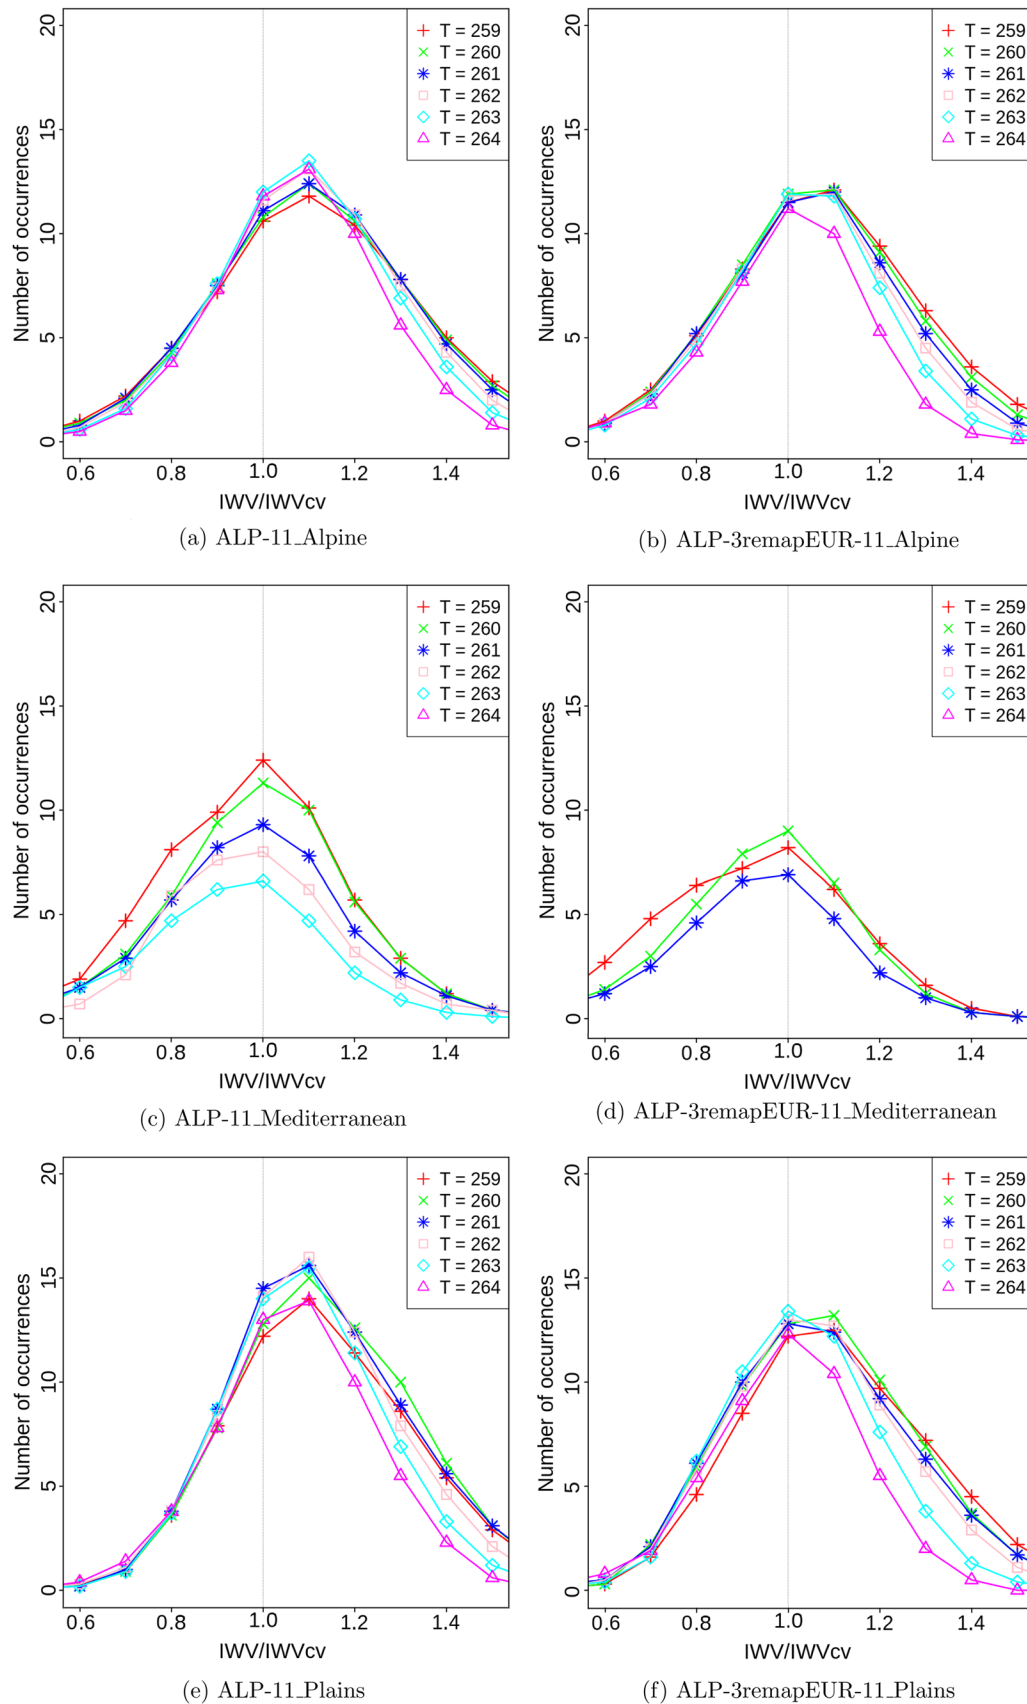 Number of occurrences
20
15
10
5
0
T = 259
T = 260
T = 261
T = 262
T = 263
T = 264
0.6 0.8 1.0 1.2 1.4
IWV/IWVcv
(a) ALP-11_Alpine
Number of occurrences
20
15
10
5
0
T = 259
T = 260
T = 261
T = 262
T = 263
T = 264
0.6 0.8 1.0 1.2 1.4
IWV/IWVcv
(b) ALP-3remapEUR-11_Alpine
Number of occurrences
20
15
10
5
0
T = 259
T = 260
T = 261
T = 262
T = 263
T = 264
0.6 0.8 1.0 1.2 1.4
IWV/IWVcv
(c) ALP-11_Mediterranean
Number of occurrences
20
15
10
5
0
T = 259
T = 260
T = 261
T = 262
T = 263
T = 264
0.6 0.8 1.0 1.2 1.4
IWV/IWVcv
(d) ALP-3remapEUR-11_Mediterranean
Number of occurrences
20
15
10
5
0
T = 259
T = 260
T = 261
T = 262
T = 263
T = 264
0.6 0.8 1.0 1.2 1.4
IWV/IWVcv
(e) ALP-11_Plains
Number of occurrences
20
15
10
5
0
T = 259
T = 260
T = 261
T = 262
T = 263
T = 264
0.6 0.8 1.0 1.2 1.4
IWV/IWVcv
(f) ALP-3remapEUR-11_Plains